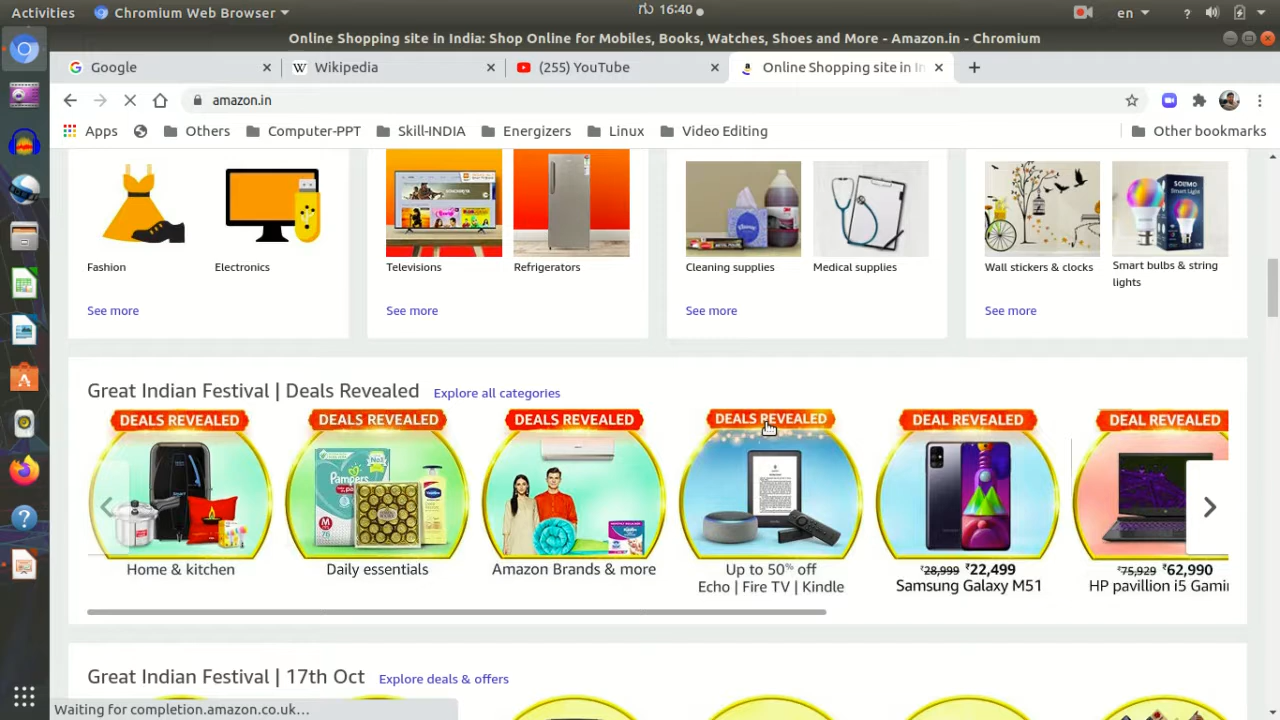 Activities
Chromium Web Browser
16:40
en
Online Shopping site in India: Shop Online for Mobiles, Books, Watches, Shoes and More - Amazon.in - Chromium
Google
Wikipedia
(255) YouTube
Online Shopping site in In
amazon.in
Apps
Others
Computer-PPT
Skill-INDIA
Energizers
Linux
Video Editing
Other bookmarks
Fashion
Electronics
Televisions
Refrigerators
Cleaning supplies
Medical supplies
Wall stickers & clocks
Smart bulbs & string
lights
See more
See more
See more
See more
Great Indian Festival | Deals Revealed
Explore all categories
DEALS REVEALED
DEALS REVEALED
DEALS REVEALED
DEALS REVEALED
DEAL REVEALED
DEAL REVEALED
Pampers
Home & kitchen
Daily essentials
Amazon Brands & more
Up to 50% off
Echo | Fire TV | Kindle
₹28,999 ₹22,499
Samsung Galaxy M51
₹75,929 ₹62,990
HP pavillion i5 Gamin
Great Indian Festival | 17th Oct
Explore deals & offers
Waiting for completion.amazon.co.uk...